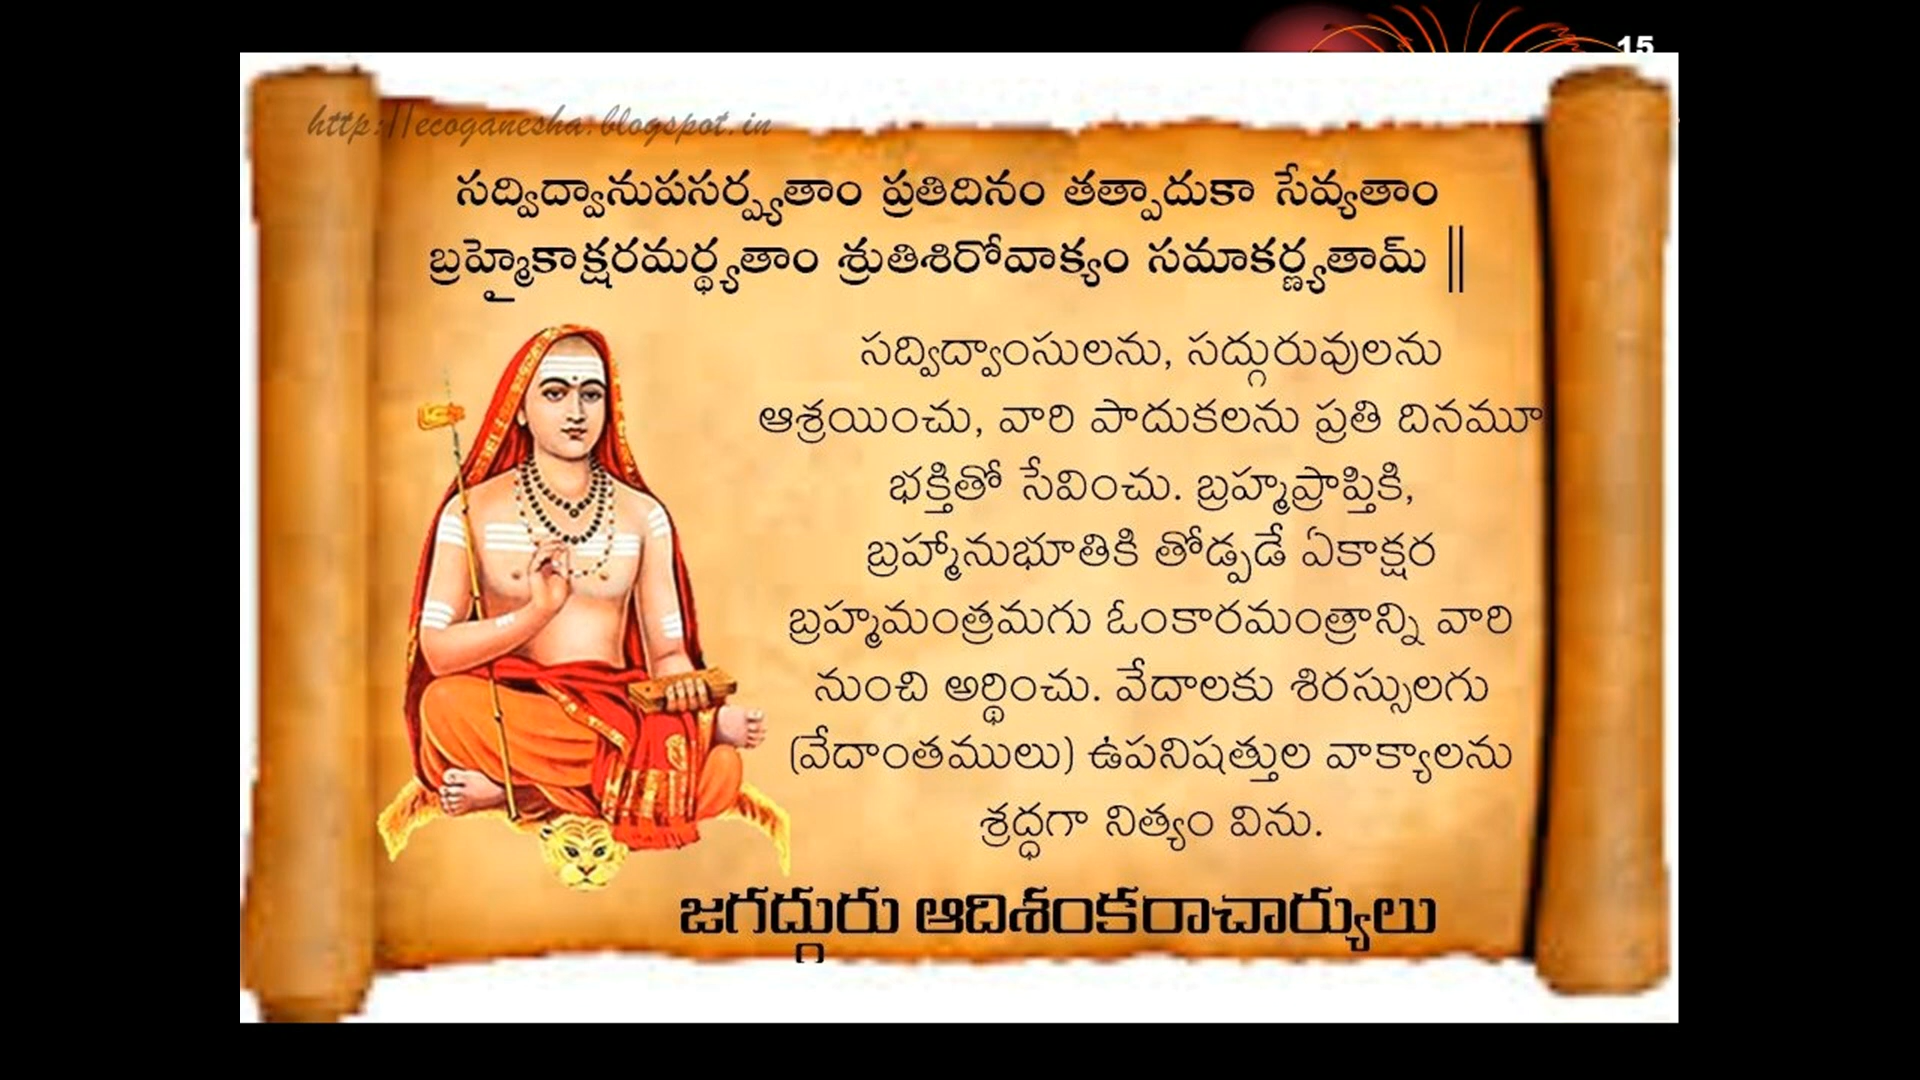 15
http://ecoganesha.blogspot.in
సద్విద్వానుపసర్ప్యతాం ప్రతిదినం తత్పాదుకా సేవ్యతాం
బ్రహ్మైకాక్షరమర్థ్యతాం శ్రుతిశిరోవాక్యం సమాకర్ణ్యతామ్ ||
సద్విద్వాంసులను, సద్గురువులను
ఆశ్రయించు, వారి పాదుకలను ప్రతి దినమూ
భక్తితో సేవించు. బ్రహ్మప్రాప్తికి,
బ్రహ్మానుభూతికి తోడ్పడే ఏకాక్షర
బ్రహ్మమంత్రమగు ఓంకారమంత్రాన్ని వారి
నుంచి అర్థించు. వేదాలకు శిరస్సులగు
(వేదాంతములు) ఉపనిషత్తుల వాక్యాలను
శ్రద్ధగా నిత్యం విను.
జగద్గురు ఆదిశంకరాచార్యులు